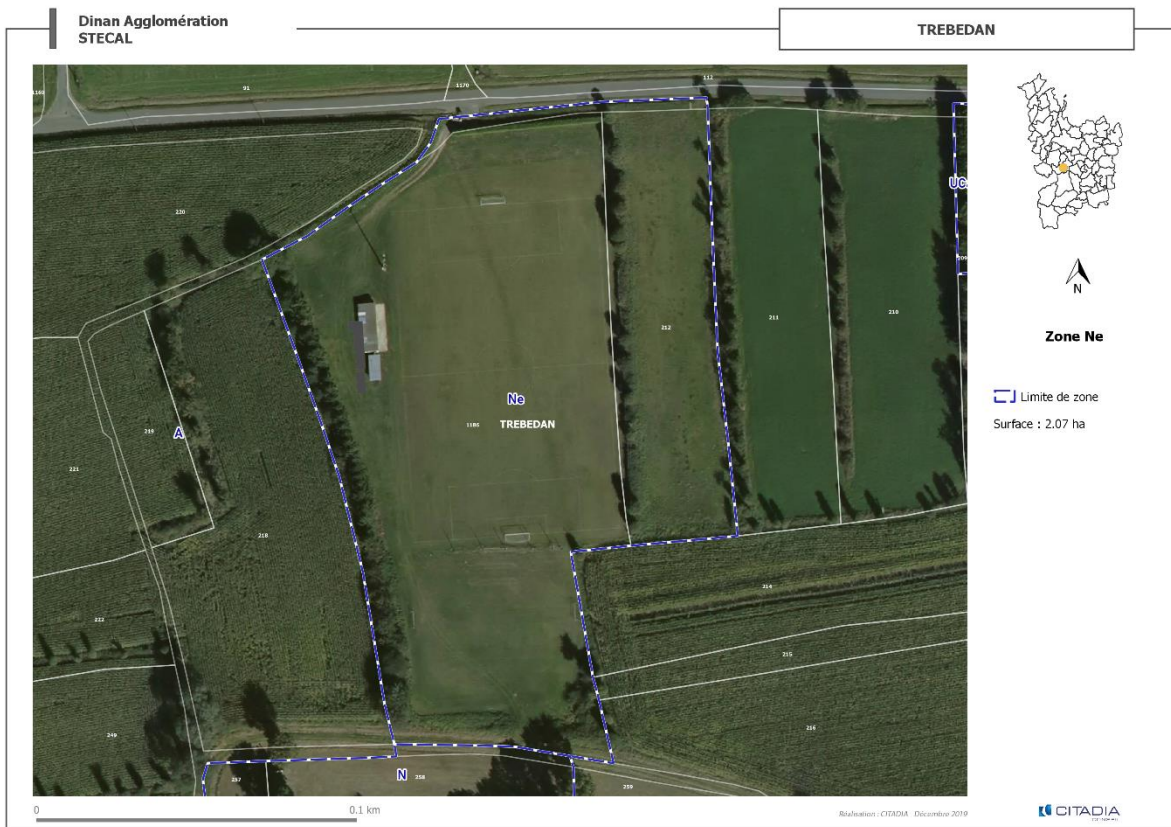 Dinan Agglomération
STECAL
TREBEDAN
91
1170
112
220
UC
209
N
212
211
210
Zone Ne
Ne
Limite de zone
1186
TREBEDAN
Surface : 2.07 ha
A
221
218
214
222
215
249
216
257
N
258
259
0
0.1 km
Réalisation : CITADIA Décembre 2019
CITADIA